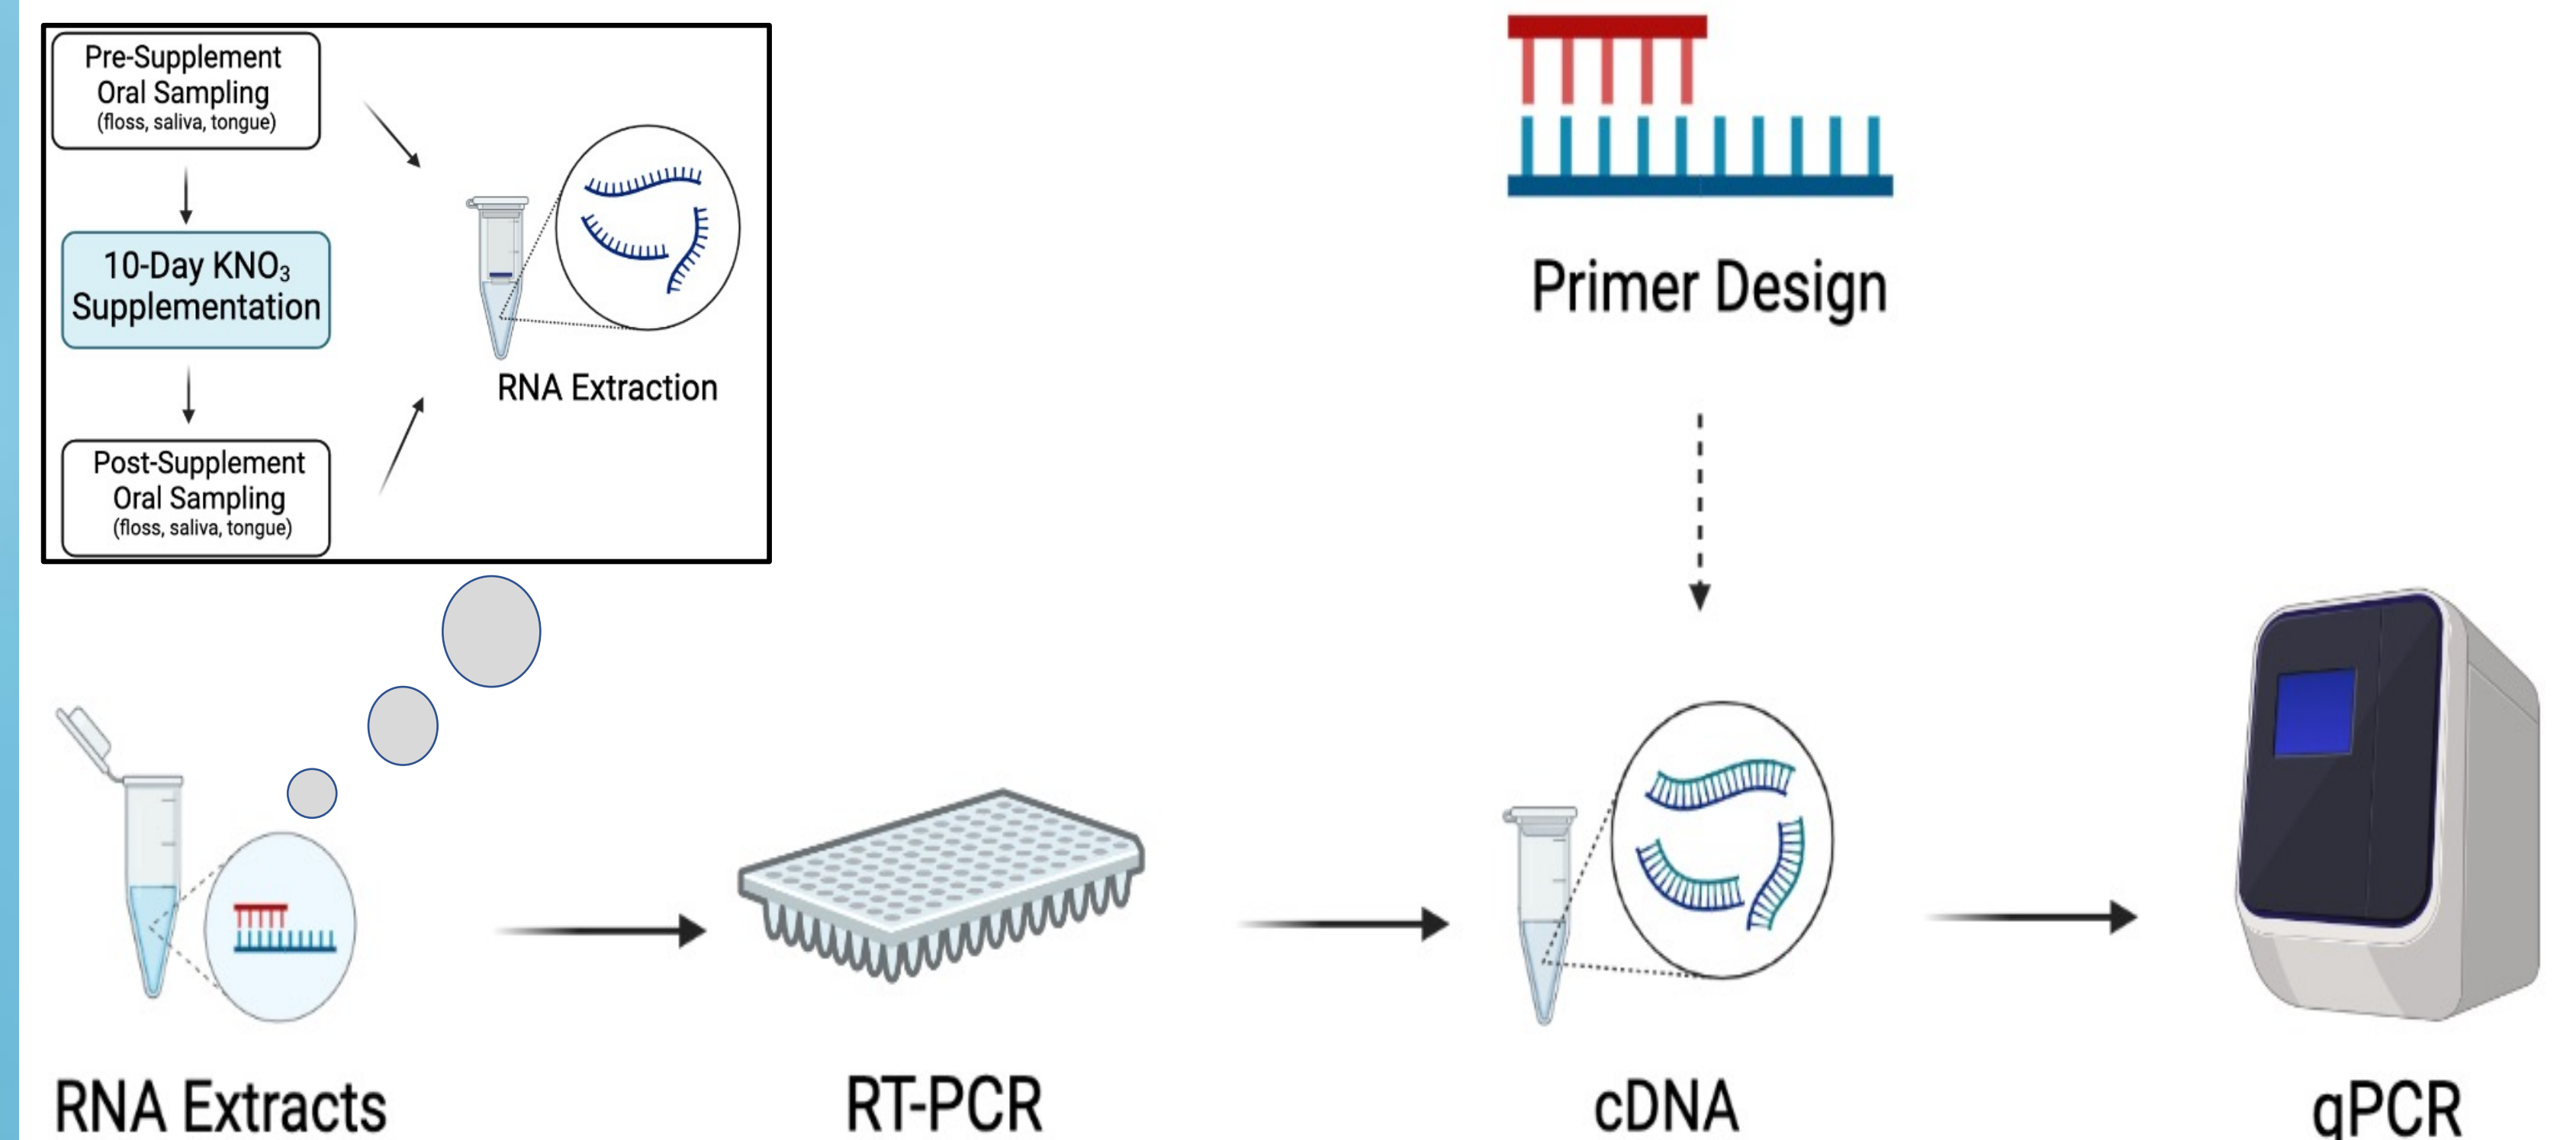 Pre-Supplement
Oral Sampling
(floss, saliva, tongue)
10-Day KNO₃
Supplementation
Post-Supplement
Oral Sampling
(floss, saliva, tongue)
RNA Extraction
Primer Design
RNA Extracts
RT-PCR
cDNA
qPCR